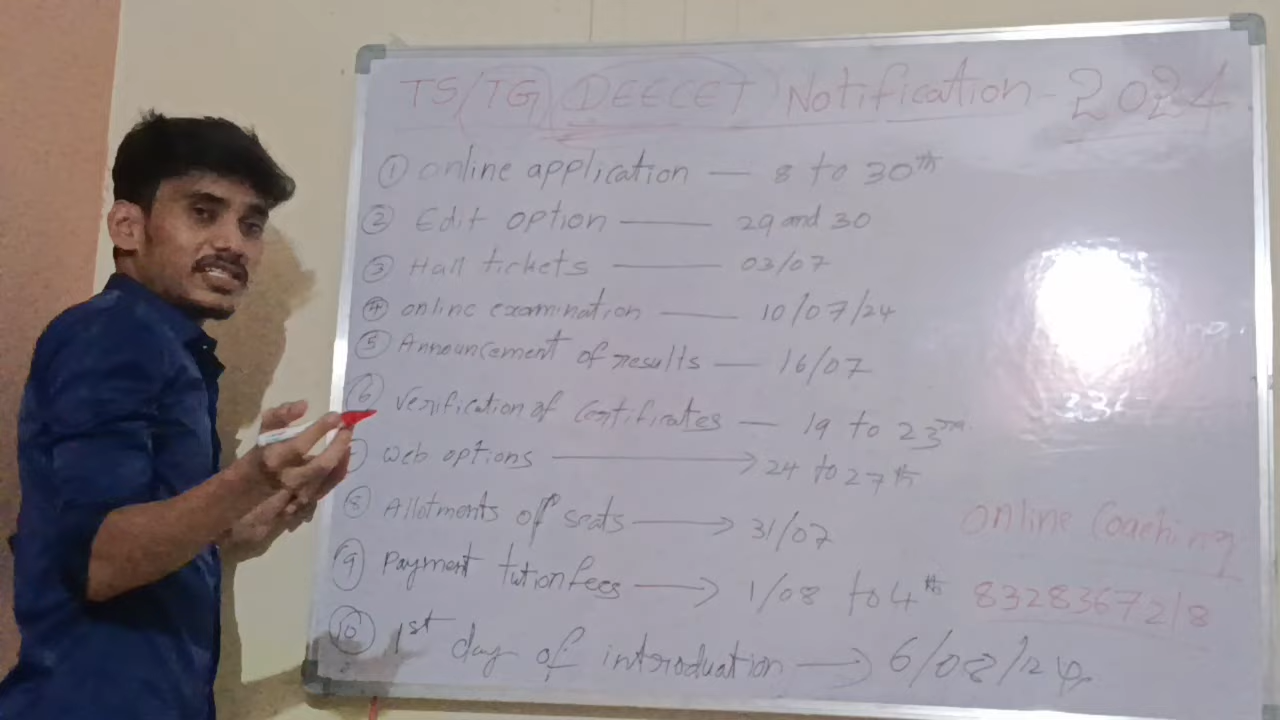 TS/TG DEECET Notification - 2024
① online application — 8 to 30th
② Edit option — 29 and 30
③ Hall tickets — 03/07
④ online examination — 10/07/24
⑤ Announcement of results — 16/07
⑥ Verification of Certificates — 19 to 23rd
web options → 24 to 27th
⑧ Allotments of seats → 31/07
⑨ Payment tutionfees → 1/08 to 4th
⑩ 1st day of introduation → 6/08/24
Online Coaching
8328367218